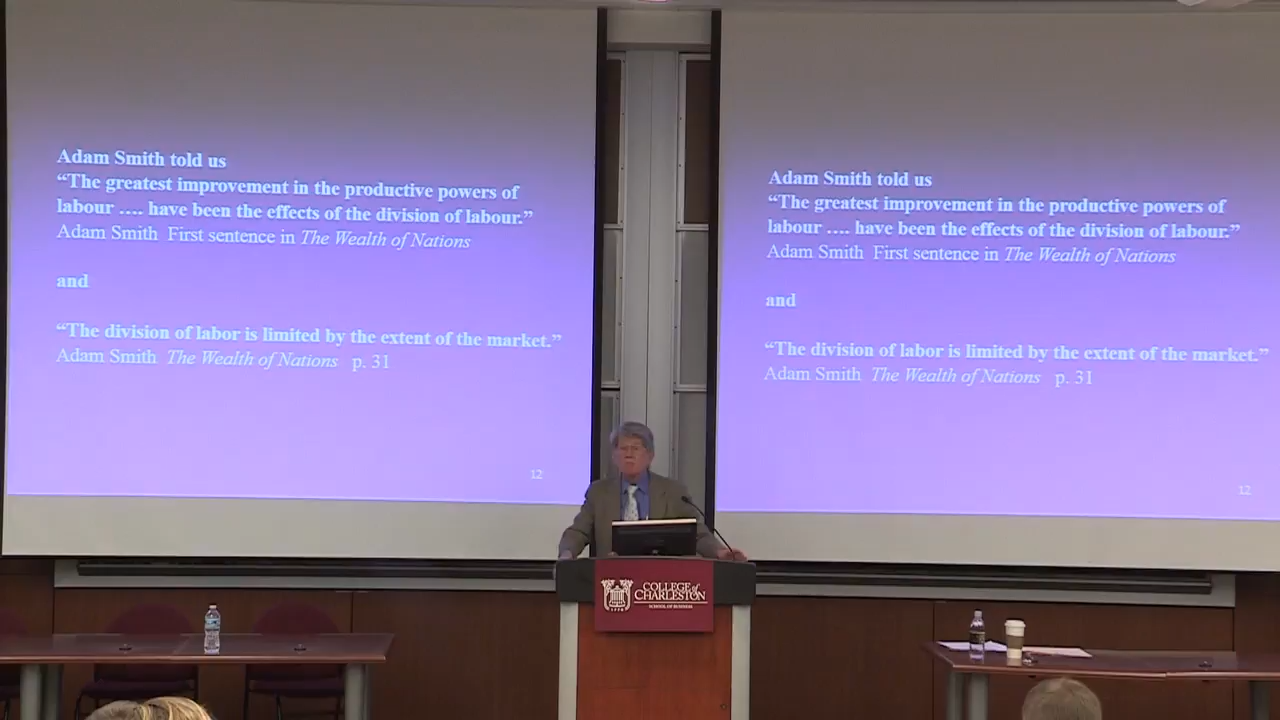 Adam Smith told us
“The greatest improvement in the productive powers of
labour .... have been the effects of the division of labour.”
Adam Smith First sentence in The Wealth of Nations
and
“The division of labor is limited by the extent of the market.”
Adam Smith The Wealth of Nations p. 31
12
Adam Smith told us
“The greatest improvement in the productive powers of
labour .... have been the effects of the division of labour.”
Adam Smith First sentence in The Wealth of Nations
and
“The division of labor is limited by the extent of the market.”
Adam Smith The Wealth of Nations p. 31
12
COLLEGE of
CHARLESTON
SCHOOL OF BUSINESS